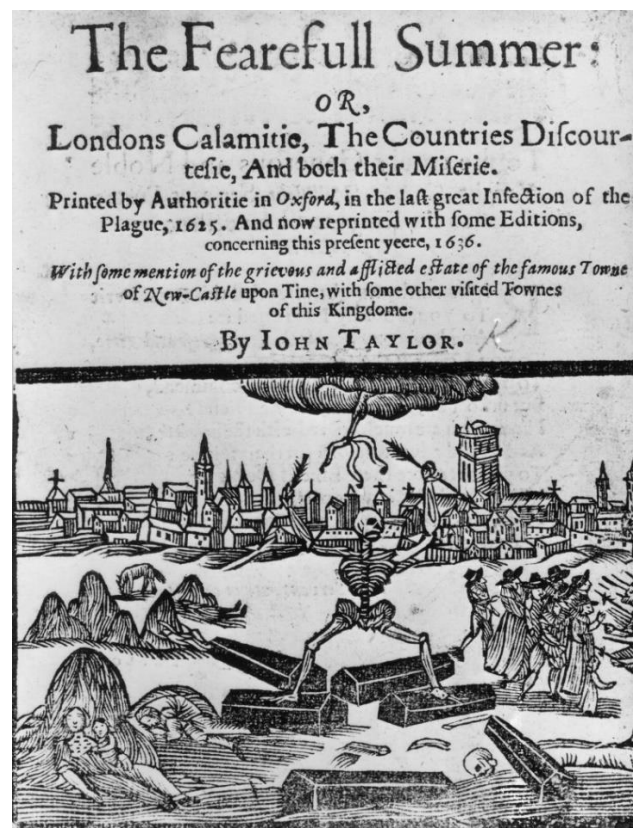 The Fearefull Summer:
OR,
Londons Calamitie, The Countries Diſcour-
teſie, And both their Miſerie.
Printed by Authoritie in Oxford, in the laſt great Infection of the
Plague, 1625. And now reprinted with ſome Editions,
concerning this preſent yeere, 1636.
With ſome mention of the grievous and afflicted eſtate of the famous Towne
of New-Caſtle upon Tine, with ſome other viſited Townes
of this Kingdome.
By IOHN TAYLOR.